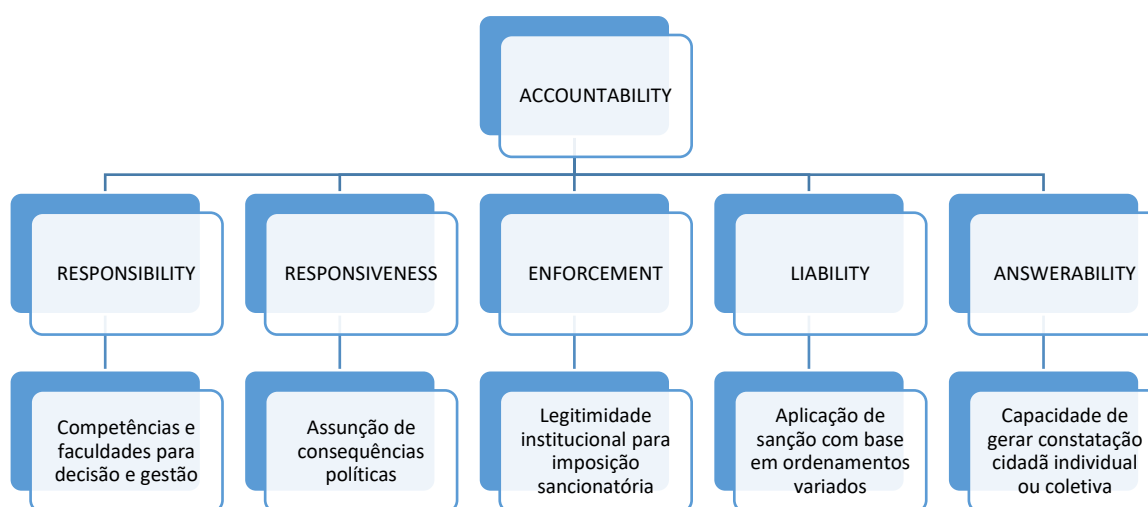 ACCOUNTABILITY
RESPONSIBILITY
RESPONSIVENESS
ENFORCEMENT
LIABILITY
ANSWERABILITY
Competências e
faculdades para
decisão e gestão
Assunção de
consequências
políticas
Legitimidade
institucional para
imposição
sancionatória
Aplicação de
sanção com base
em ordenamentos
variados
Capacidade de
gerar constatação
cidadã individual
ou coletiva